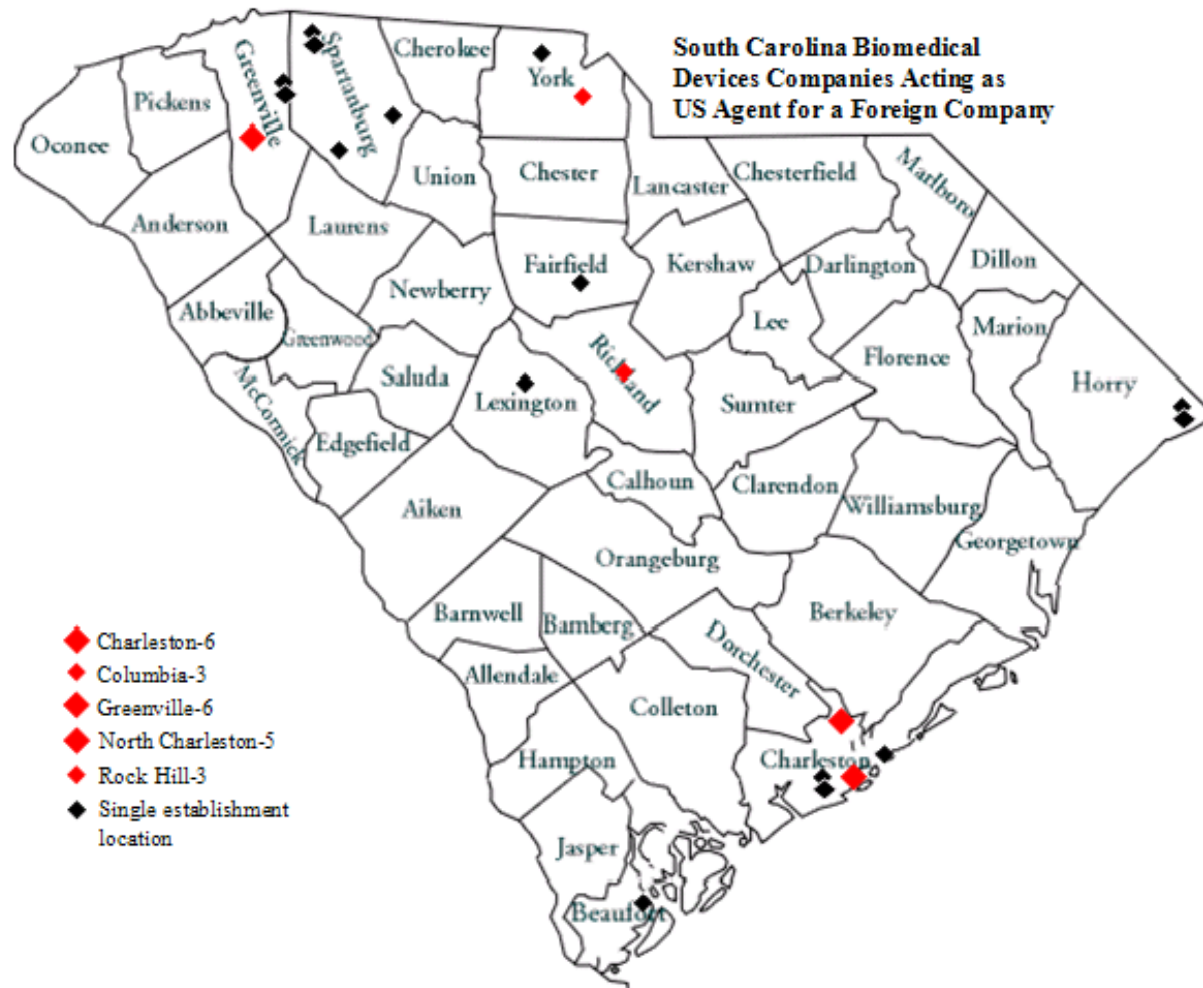 South Carolina Biomedical
Devices Companies Acting as
US Agent for a Foreign Company
Oconee
Pickens
Greenville
Spartanburg
Cherokee
York
Union
Chester
Lancaster
Chesterfield
Marlboro
Anderson
Laurens
Newberry
Fairfield
Kershaw
Darlington
Dillon
Abbeville
Greenwood
Saluda
Lee
Marion
Florence
Horry
McCormick
Edgefield
Lexington
Richland
Sumter
Aiken
Calhoun
Clarendon
Williamsburg
Georgetown
Orangeburg
Barnwell
Bamberg
Berkeley
Dorchester
Allendale
Colleton
Hampton
Charleston
Jasper
Beaufort
Charleston-6
Columbia-3
Greenville-6
North Charleston-5
Rock Hill-3
Single establishment
location